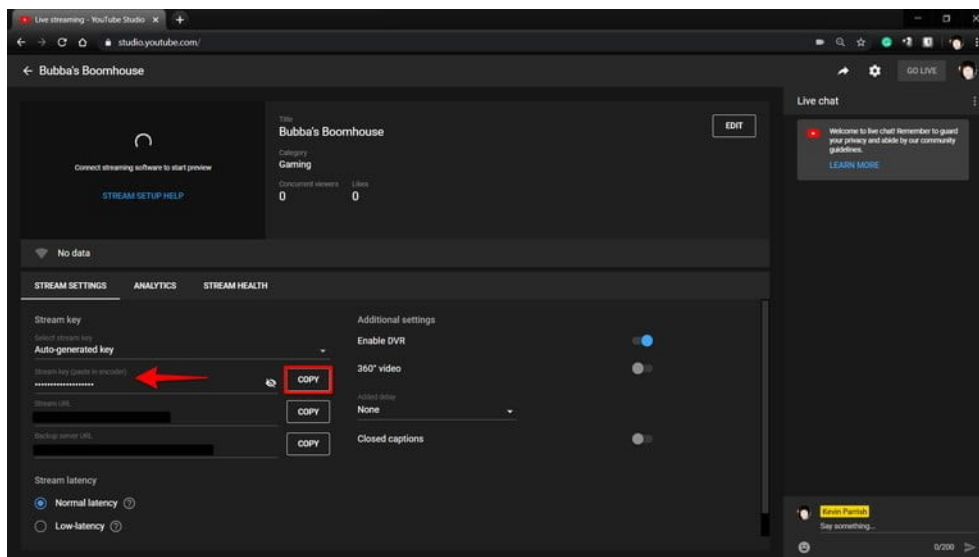 Live streaming - YouTube Studio
studio.youtube.com/
Bubba's Boomhouse
GO LIVE
Connect streaming software to start preview
STREAM SETUP HELP
Title
Bubba's Boomhouse
Category
Gaming
Concurrent viewers Likes
0 0
EDIT
No data
STREAM SETTINGS ANALYTICS STREAM HEALTH
Stream key
Select stream key
Auto-generated key
Stream key (paste in encoder)
COPY
Stream URL
COPY
Backup server URL
COPY
Stream latency
Normal latency
Low-latency
Additional settings
Enable DVR
360° video
Added delay
None
Closed captions
Live chat
Welcome to live chat! Remember to guard
your privacy and abide by our community
guidelines.
LEARN MORE
Kevin Parrish
Say something...
0/200